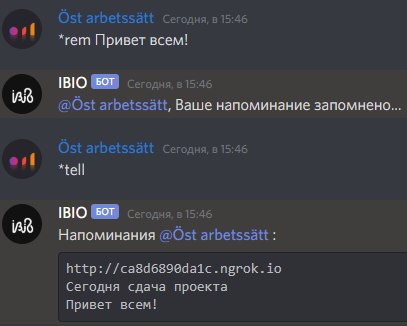 Öst arbetssätt Сегодня, в 15:46
*rem Привет всем!
IBIO БОТ Сегодня, в 15:46
@Öst arbetssätt, Ваше напоминание запомнено...
Öst arbetssätt Сегодня, в 15:46
*tell
IBIO БОТ Сегодня, в 15:46
Напоминания @Öst arbetssätt :
http://ca8d6890da1c.ngrok.io
Сегодня сдача проекта
Привет всем!